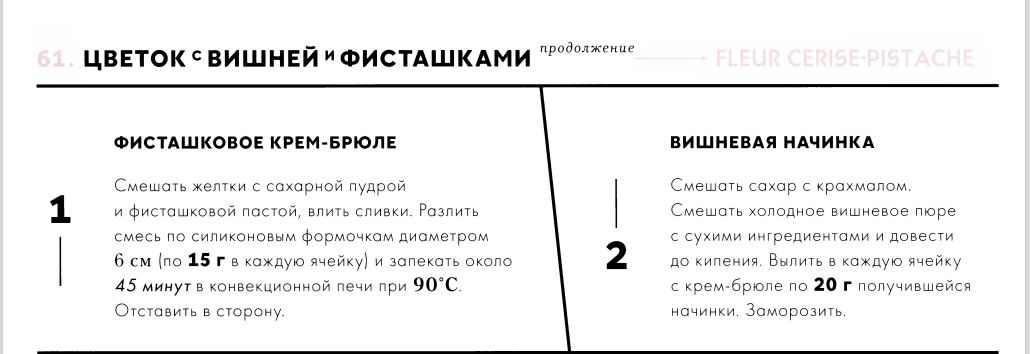 61. ЦВЕТОК С ВИШНЕЙ И ФИСТАШКАМИ продолжение FLEUR CERISE-PISTACHE
ФИСТАШКОВОЕ КРЕМ-БРЮЛЕ
1
Смешать желтки с сахарной пудрой
и фисташковой пастой, влить сливки. Разлить
смесь по силиконовым формочкам диаметром
6 см (по 15 г в каждую ячейку) и запекать около
45 минут в конвекционной печи при 90°C.
Отставить в сторону.
ВИШНЕВАЯ НАЧИНКА
2
Смешать сахар с крахмалом.
Смешать холодное вишневое пюре
с сухими ингредиентами и довести
до кипения. Вылить в каждую ячейку
с крем-брюле по 20 г получившейся
начинки. Заморозить.